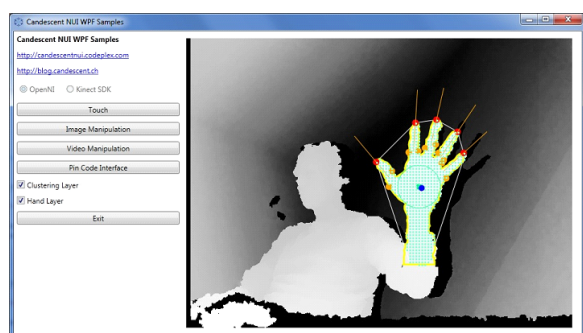 Candescent NUI WPF Samples
Candescent NUI WPF Samples
http://candescentnui.codeplex.com
http://blog.candescent.ch
OpenNI Kinect SDK
Touch
Image Manipulation
Video Manipulation
Pin Code Interface
Clustering Layer
Hand Layer
Exit